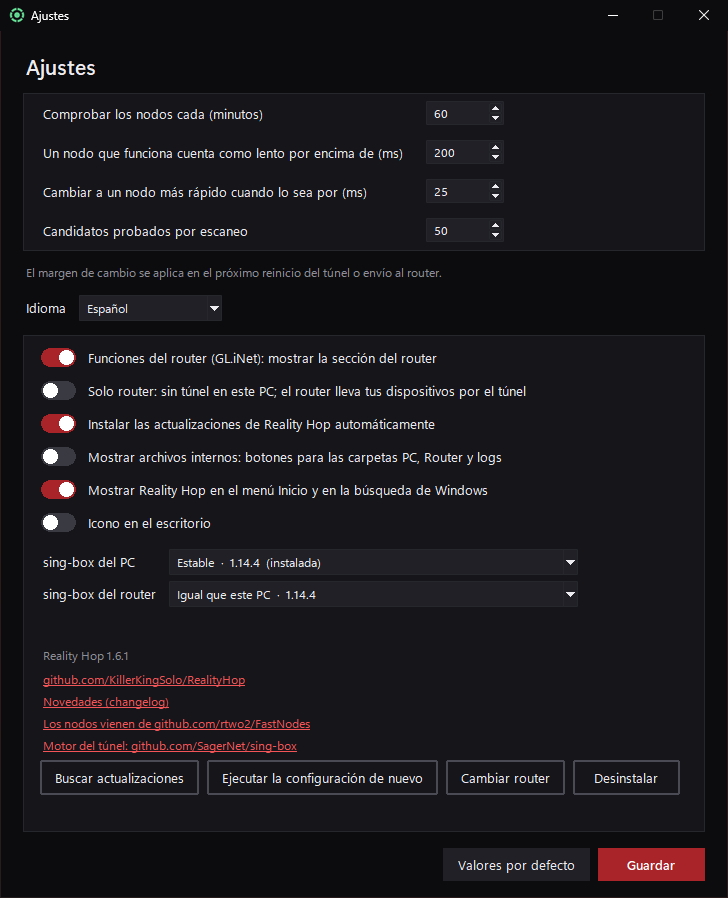 Ajustes
Ajustes
Comprobar los nodos cada (minutos) 60
Un nodo que funciona cuenta como lento por encima de (ms) 200
Cambiar a un nodo más rápido cuando lo sea por (ms) 25
Candidatos probados por escaneo 50
El margen de cambio se aplica en el próximo reinicio del túnel o envío al router.
Idioma Español
Funciones del router (GL.iNet): mostrar la sección del router
Solo router: sin túnel en este PC; el router lleva tus dispositivos por el túnel
Instalar las actualizaciones de Reality Hop automáticamente
Mostrar archivos internos: botones para las carpetas PC, Router y logs
Mostrar Reality Hop en el menú Inicio y en la búsqueda de Windows
Icono en el escritorio
sing-box del PC Estable · 1.14.4 (instalada)
sing-box del router Igual que este PC · 1.14.4
Reality Hop 1.6.1
github.com/KillerKingSolo/RealityHop
Novedades (changelog)
Los nodos vienen de github.com/rtwo2/FastNodes
Motor del túnel: github.com/SagerNet/sing-box
Buscar actualizaciones Ejecutar la configuración de nuevo Cambiar router Desinstalar
Valores por defecto Guardar